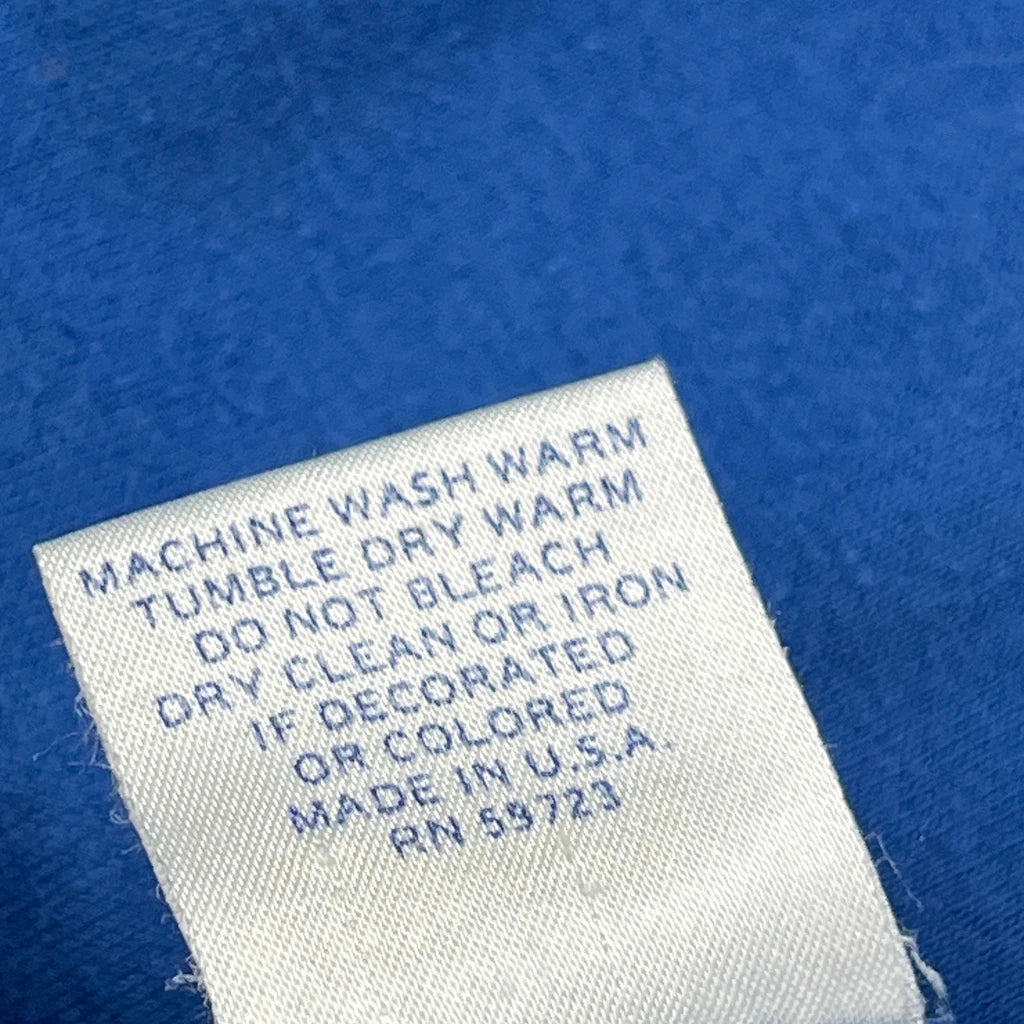 MACHINE WASH WARM
TUMBLE DRY WARM
DO NOT BLEACH
DRY CLEAN OR IRON
IF DECORATED
OR COLORED
MADE IN U.S.A.
RN